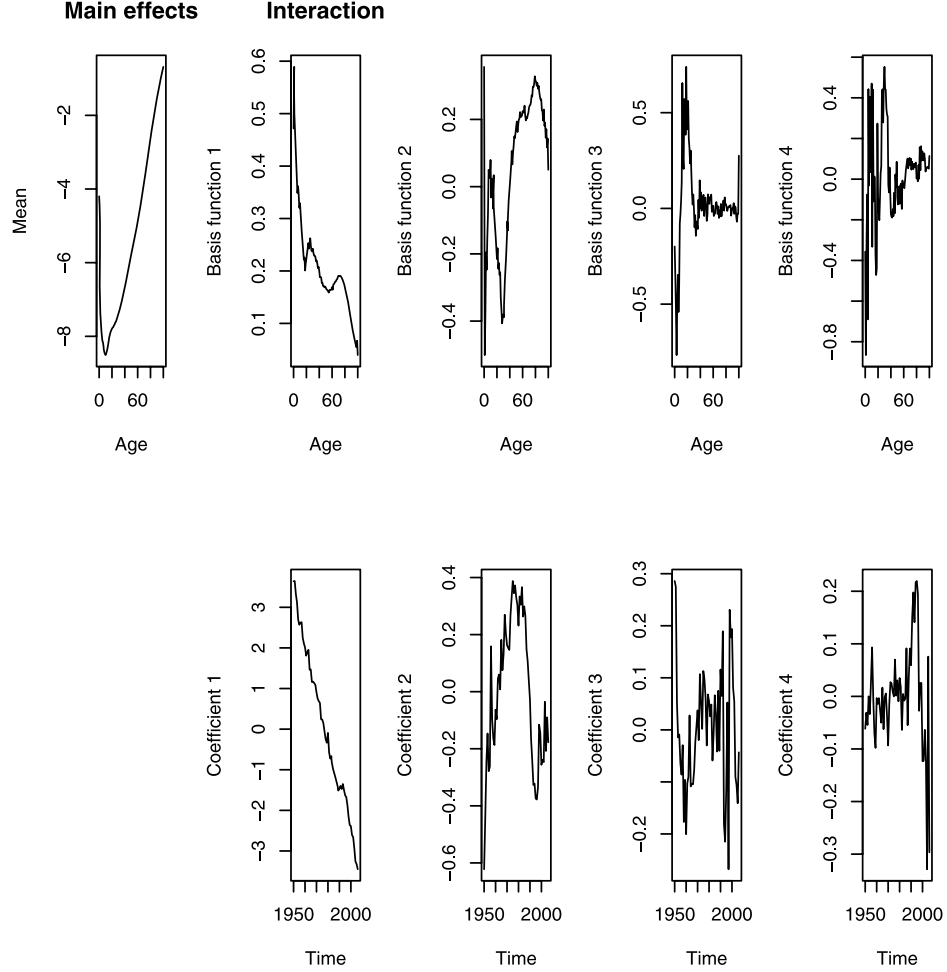 Main effects
Interaction
Mean
−8 −6 −4 −2
0 60
Age
Basis function 1
0.1 0.2 0.3 0.4 0.5 0.6
0 60
Age
Basis function 2
−0.4 −0.2 0.0 0.2
0 60
Age
Basis function 3
−0.5 0.0 0.5
0 60
Age
Basis function 4
−0.8 −0.4 0.0 0.4
0 60
Age
Coefficient 1
−3 −2 −1 0 1 2 3
1950 2000
Time
Coefficient 2
−0.6 −0.4 −0.2 0.0 0.2 0.4
1950 2000
Time
Coefficient 3
−0.2 0.0 0.1 0.2 0.3
1950 2000
Time
Coefficient 4
−0.3 −0.2 −0.1 0.0 0.1 0.2
1950 2000
Time